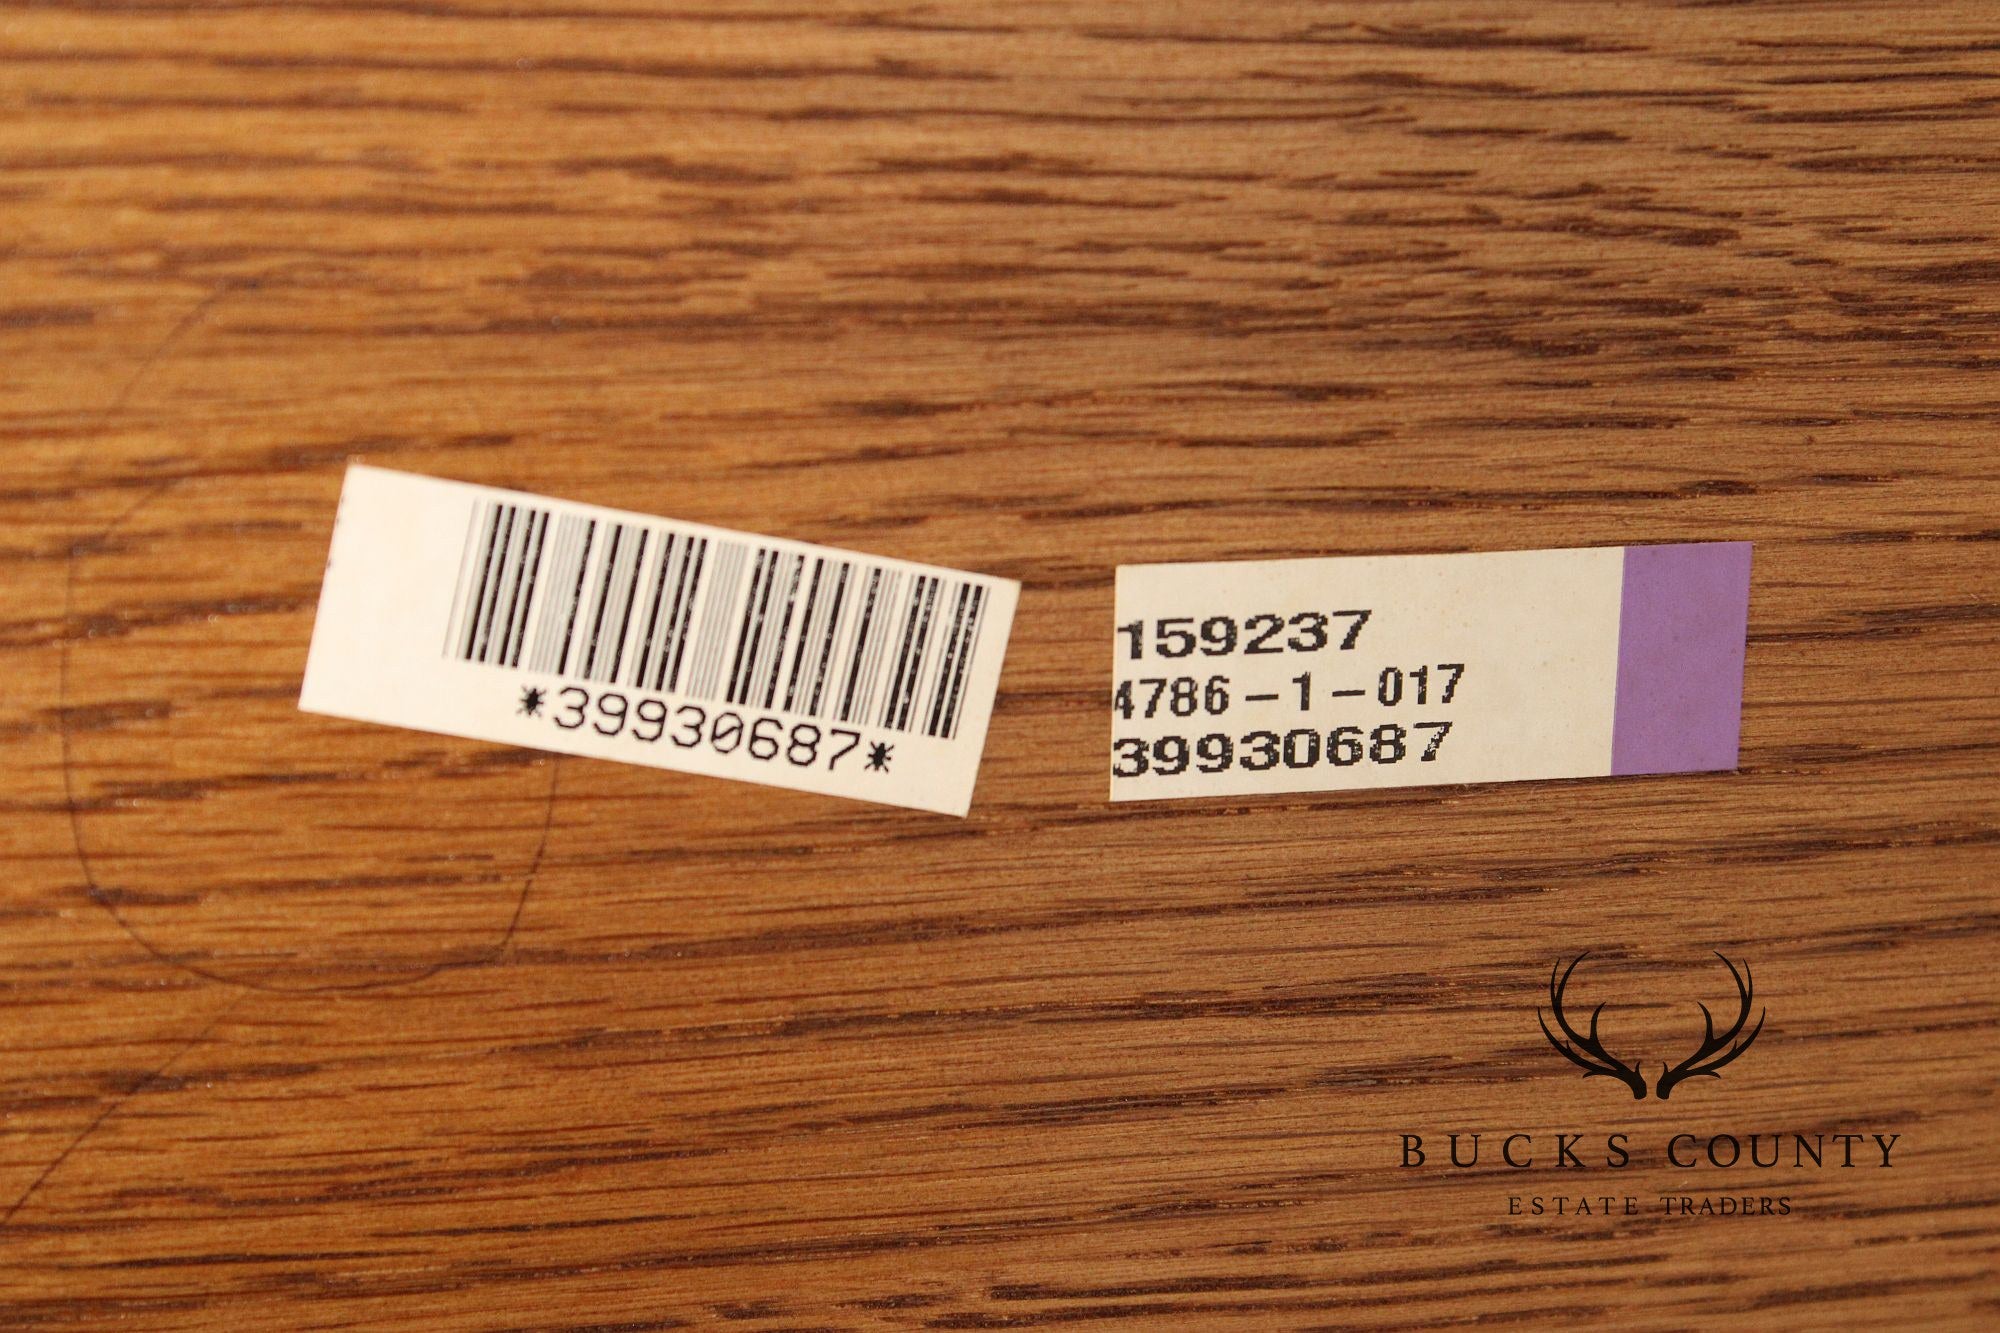 *39930687*
159237
4786-1-017
39930687
BUCKS COUNTY
ESTATE TRADERS